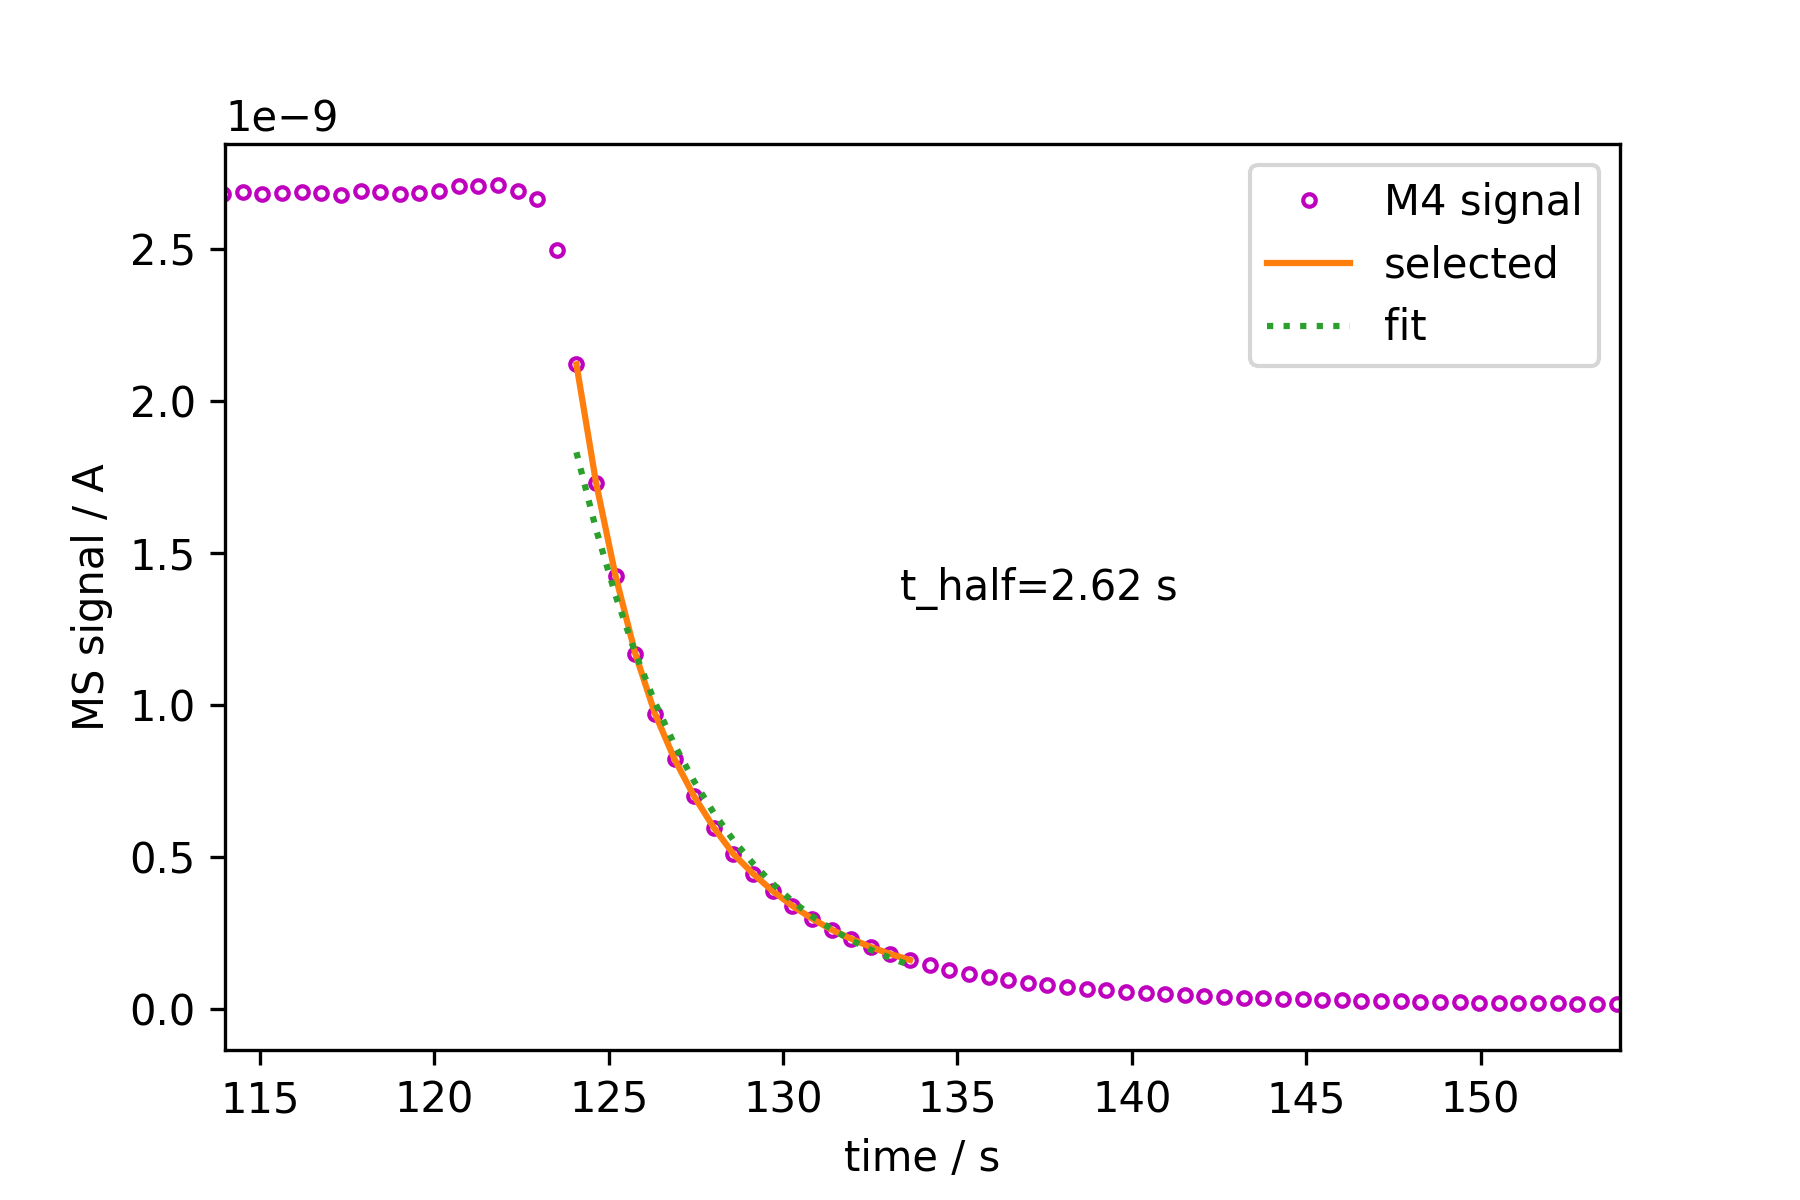 1e−9
M4 signal
selected
fit
2.5
2.0
1.5
1.0
0.5
0.0
MS signal / A
t_half=2.62 s
115 120 125 130 135 140 145 150
time / s